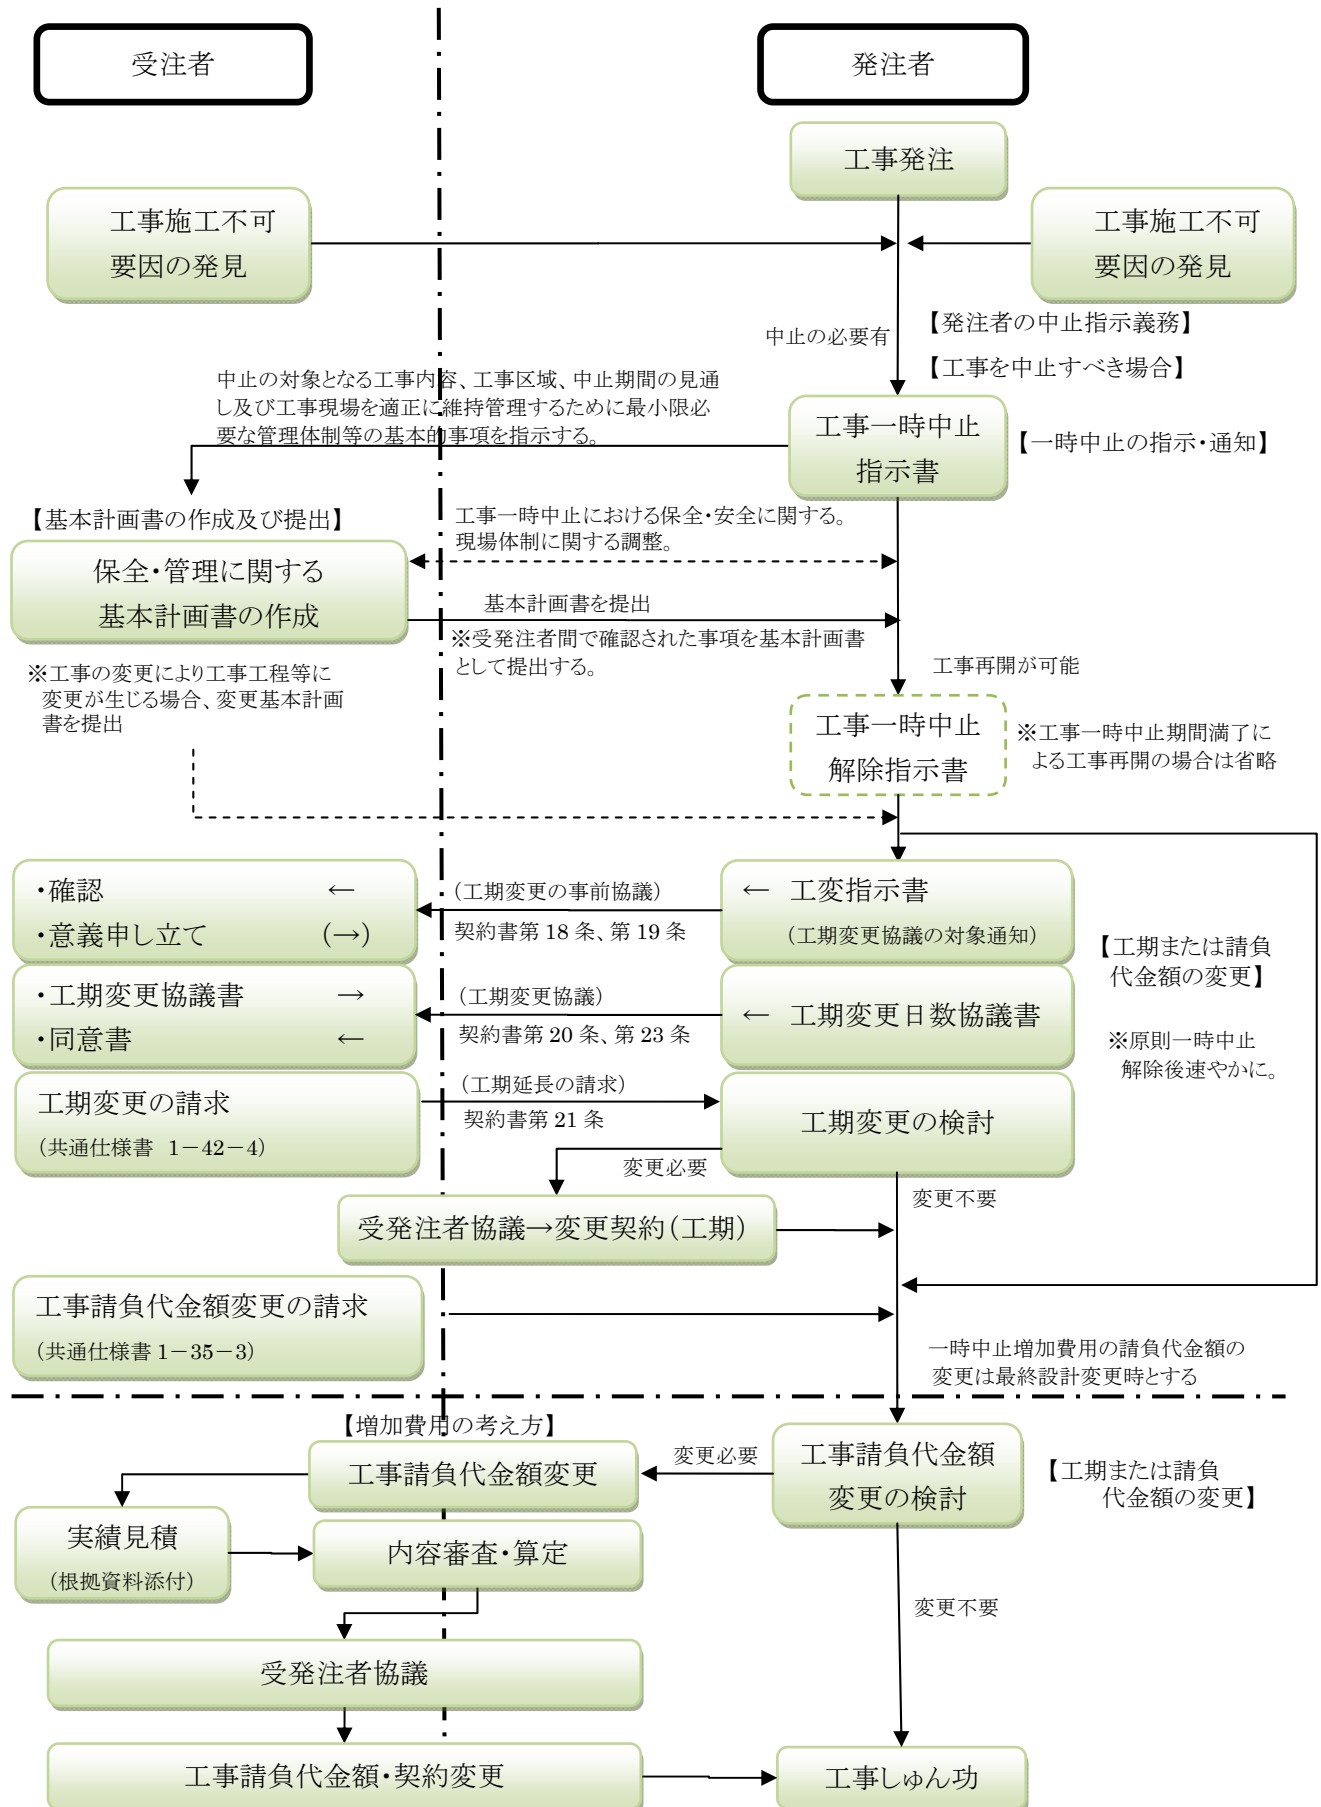 受注者
発注者
工事発注
工事施工不可
要因の発見
工事施工不可
要因の発見
【発注者の中止指示義務】
中止の必要有
【工事を中止すべき場合】
中止の対象となる工事内容、工事区域、中止期間の見通
し及び工事現場を適正に維持管理するために最小限必
要な管理体制等の基本的事項を指示する。
工事一時中止
指示書
【一時中止の指示・通知】
【基本計画書の作成及び提出】
工事一時中止における保全・安全に関する。
現場体制に関する調整。
保全・管理に関する
基本計画書の作成
基本計画書を提出
※受発注者間で確認された事項を基本計画書
として提出する。
※工事の変更により工事工程等に
変更が生じる場合、変更基本計画
書を提出
工事再開が可能
工事一時中止
解除指示書
※工事一時中止期間満了に
よる工事再開の場合は省略
・確認 ←
・意義申し立て (→)
(工期変更の事前協議)
契約書第 18 条、第 19 条
← 工変指示書
(工期変更協議の対象通知)
【工期または請負
代金額の変更】
・工期変更協議書 →
・同意書 ←
(工期変更協議)
契約書第 20 条、第 23 条
← 工期変更日数協議書
※原則一時中止
解除後速やかに。
工期変更の請求
(共通仕様書 1-42-4)
(工期延長の請求)
契約書第 21 条
工期変更の検討
変更必要
変更不要
受発注者協議→変更契約(工期)
工事請負代金額変更の請求
(共通仕様書 1-35-3)
一時中止増加費用の請負代金額の
変更は最終設計変更時とする
【増加費用の考え方】
工事請負代金額変更
変更必要
工事請負代金額
変更の検討
【工期または請負
代金額の変更】
実績見積
(根拠資料添付)
内容審査・算定
変更不要
受発注者協議
工事請負代金額・契約変更
工事しゅん功